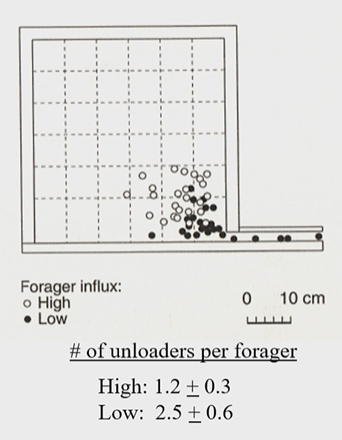 Forager influx:
○ High
● Low
0 10 cm
# of unloaders per forager
High: 1.2 ± 0.3
Low: 2.5 ± 0.6